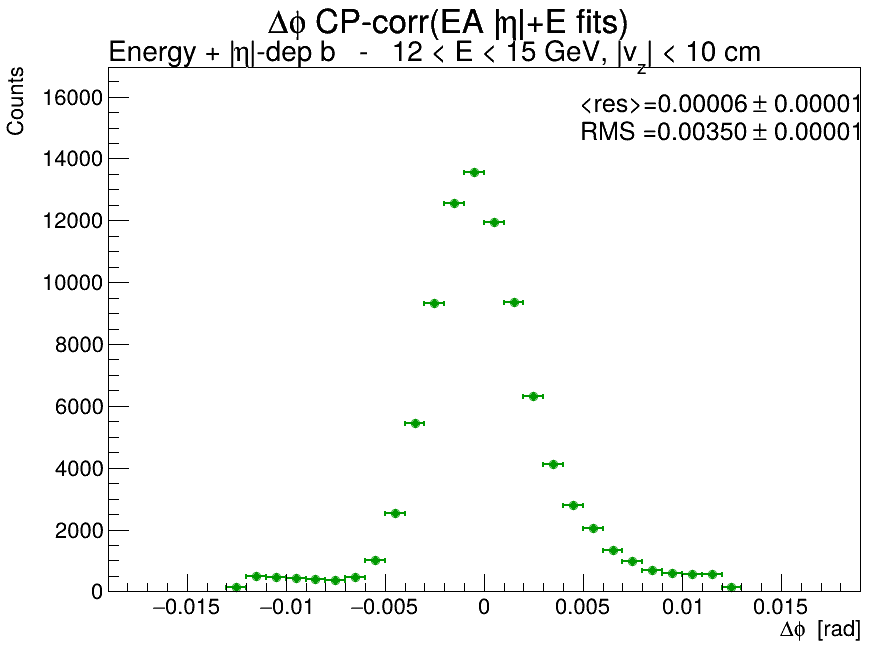 Δϕ CP-corr(EA |η|+E fits)
Energy + |η|-dep b - 12 < E < 15 GeV, |v_z| < 10 cm
<res>=0.00006 ± 0.00001
RMS =0.00350 ± 0.00001
Counts
16000
14000
12000
10000
8000
6000
4000
2000
0
−0.015 −0.01 −0.005 0 0.005 0.01 0.015
Δϕ [rad]